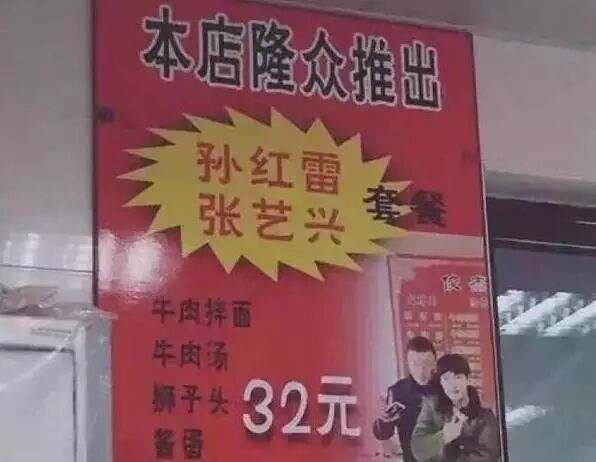 本店隆众推出
孙红雷
张艺兴
套餐
牛肉拌面
牛肉汤
狮子头
酱蛋
32元